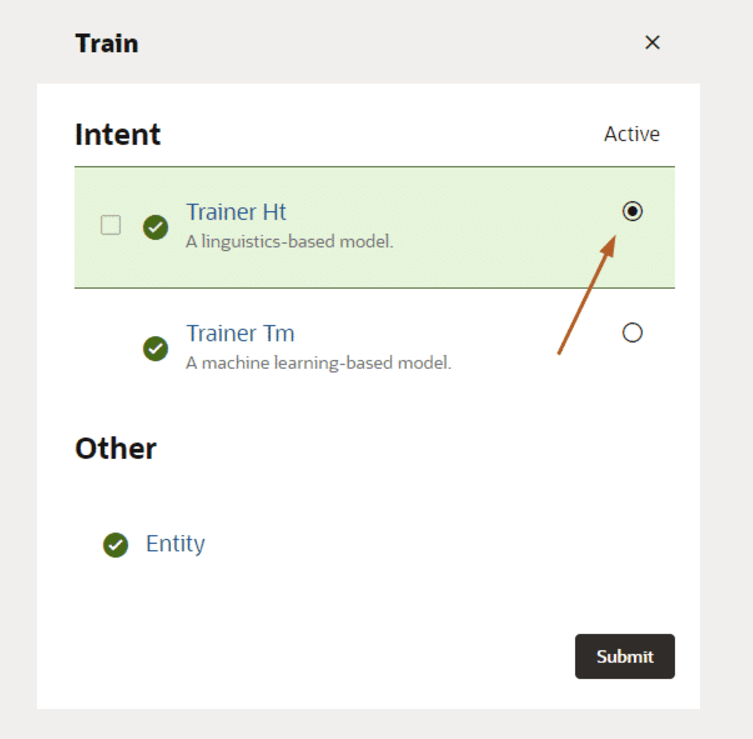 Train
Intent
Active
Trainer Ht
A linguistics-based model.
Trainer Tm
A machine learning-based model.
Other
Entity
Submit